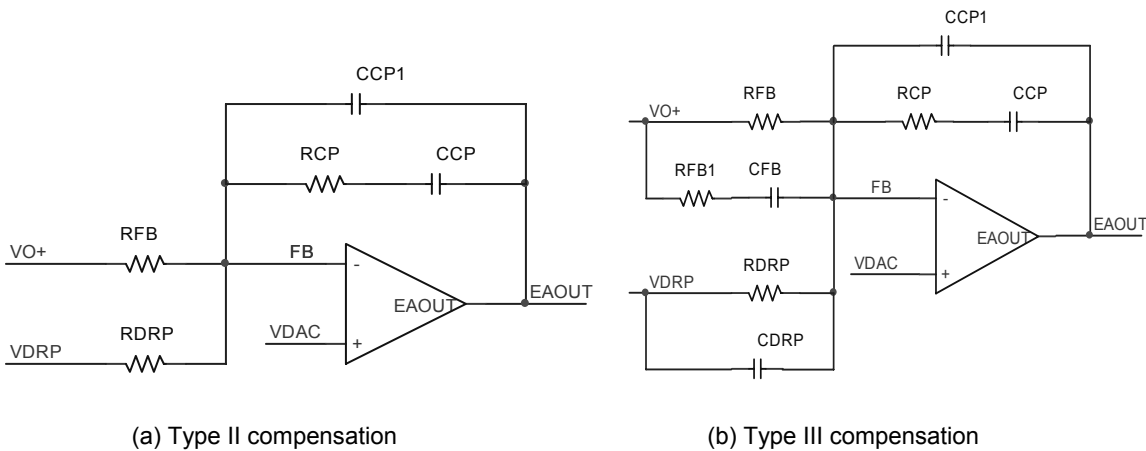 CCP1
RCP CCP
RFB
VO+
FB
-
EAOUT
EAOUT
RDRP
VDAC
+
VDRP
(a) Type II compensation
CCP1
RFB
RCP
CCP
VO+
RFB1
CFB
FB
-
EAOUT
EAOUT
RDRP
VDAC
+
VDRP
CDRP
(b) Type III compensation